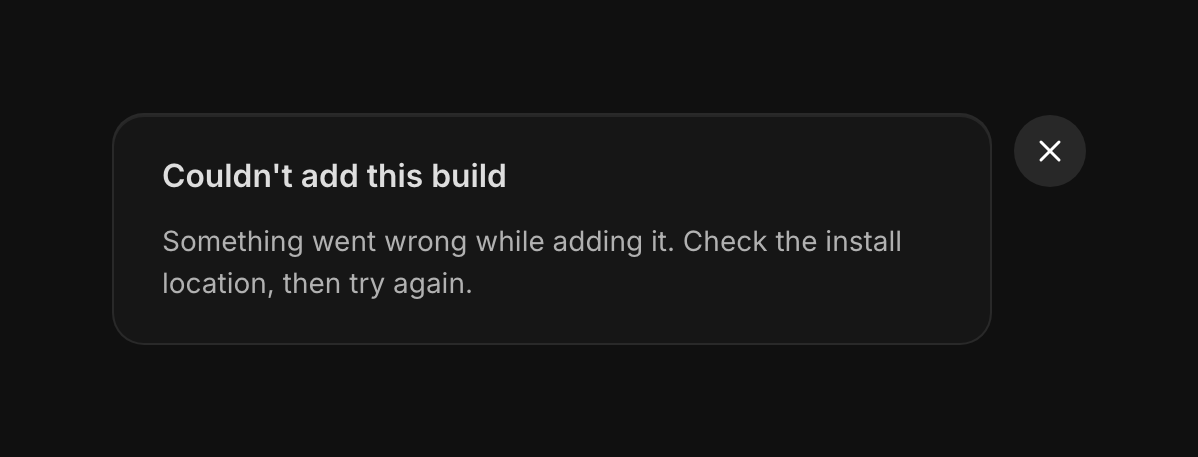 Couldn't add this build
Something went wrong while adding it. Check the install
location, then try again.